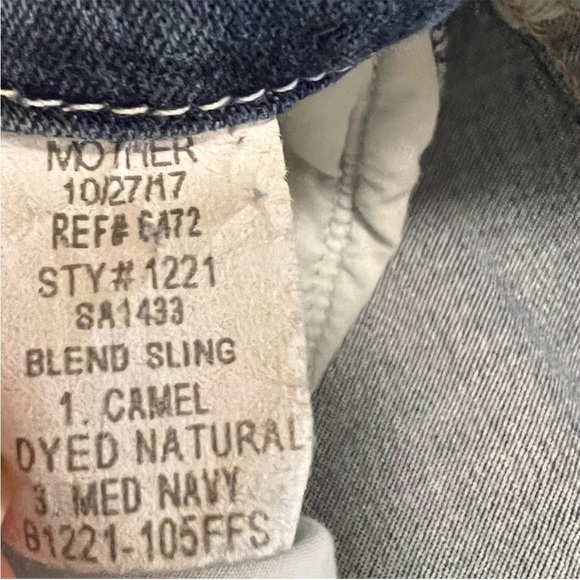 MOTHER
10/27/17
REF# 6472
STY# 1221
SA1433
BLEND SLING
1. CAMEL
DYED NATURAL
3. MED NAVY
81221-105FFS